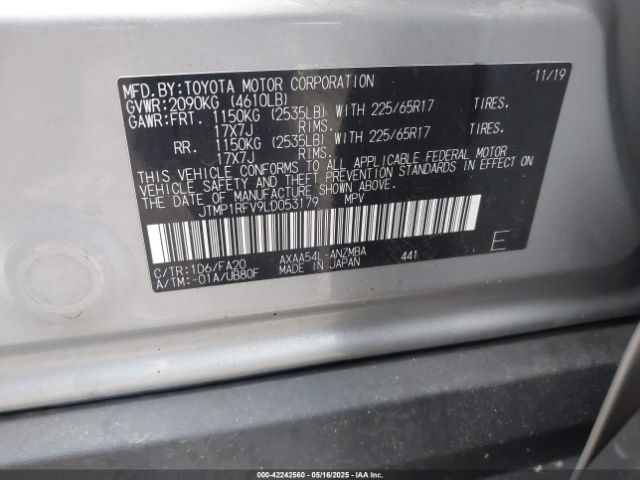 MFD.BY:TOYOTA MOTOR CORPORATION 11/19
GVWR:2090KG (4610LB)
GAWR:FRT. 1150KG (2535LB) WITH 225/65R17 TIRES.
17X7J RIMS.
RR. 1150KG (2535LB) WITH 225/65R17 TIRES.
17X7J RIMS.
THIS VEHICLE CONFORMS TO ALL APPLICABLE FEDERAL MOTOR
VEHICLE SAFETY AND THEFT PREVENTION STANDARDS IN EFFECT ON
THE DATE OF MANUFACTURE SHOWN ABOVE.
JTMP1RFV9LD053179 MPV
C/TR:1D6/FA20 AXAA54L-ANZMBA 441 E
A/TM:-01A/UB80F MADE IN JAPAN
000-42242560 - 05/16/2025 - IAAI.COM